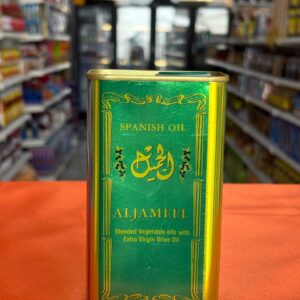 SPANISH OIL
الجميل
ALJAMEEL
Blended Vegetable oils with
Extra Virgin Olive Oil